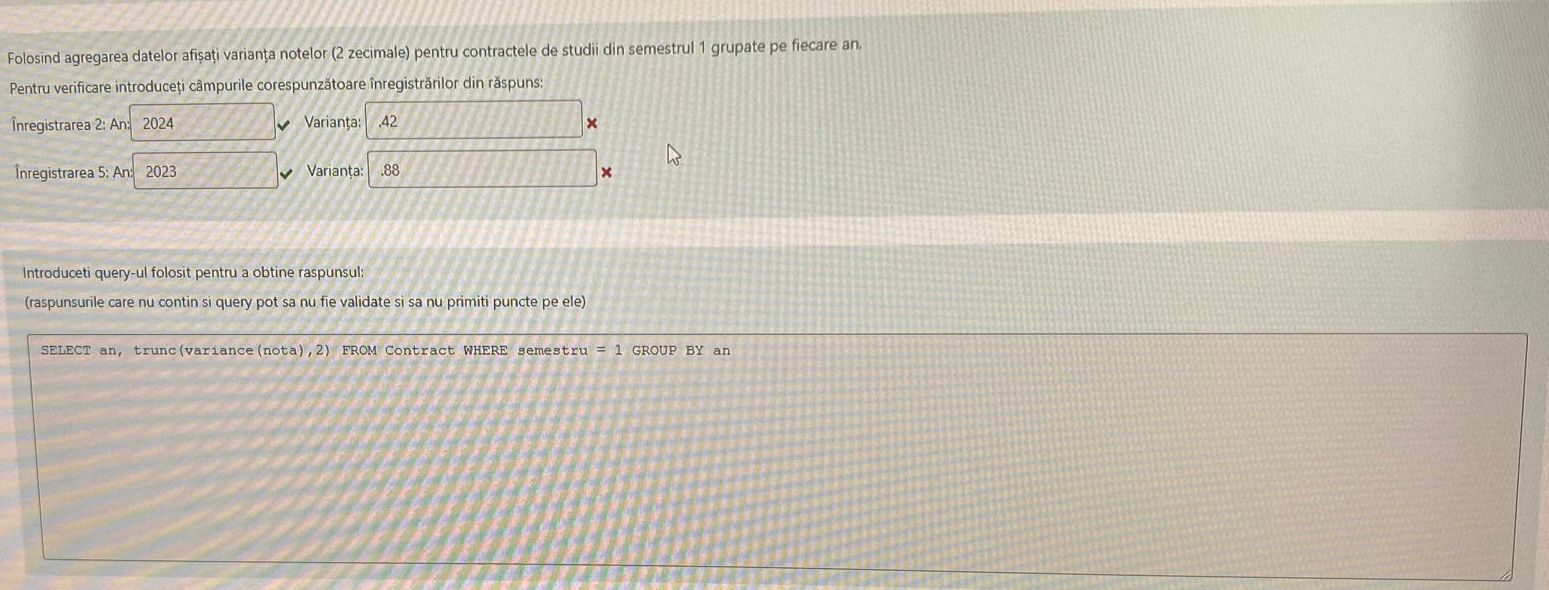 Folosind agregarea datelor afișați varianța notelor (2 zecimale) pentru contractele de studii din semestrul 1 grupate pe fiecare an.
Pentru verificare introduceți câmpurile corespunzătoare înregistrărilor din răspuns:
Înregistrarea 2: An: 2024 Varianța: .42
Înregistrarea 5: An: 2023 Varianța: .88
Introduceti query-ul folosit pentru a obtine raspunsul:
(raspunsurile care nu contin si query pot sa nu fie validate si sa nu primiti puncte pe ele)
SELECT an, trunc(variance(nota),2) FROM Contract WHERE semestru = 1 GROUP BY an